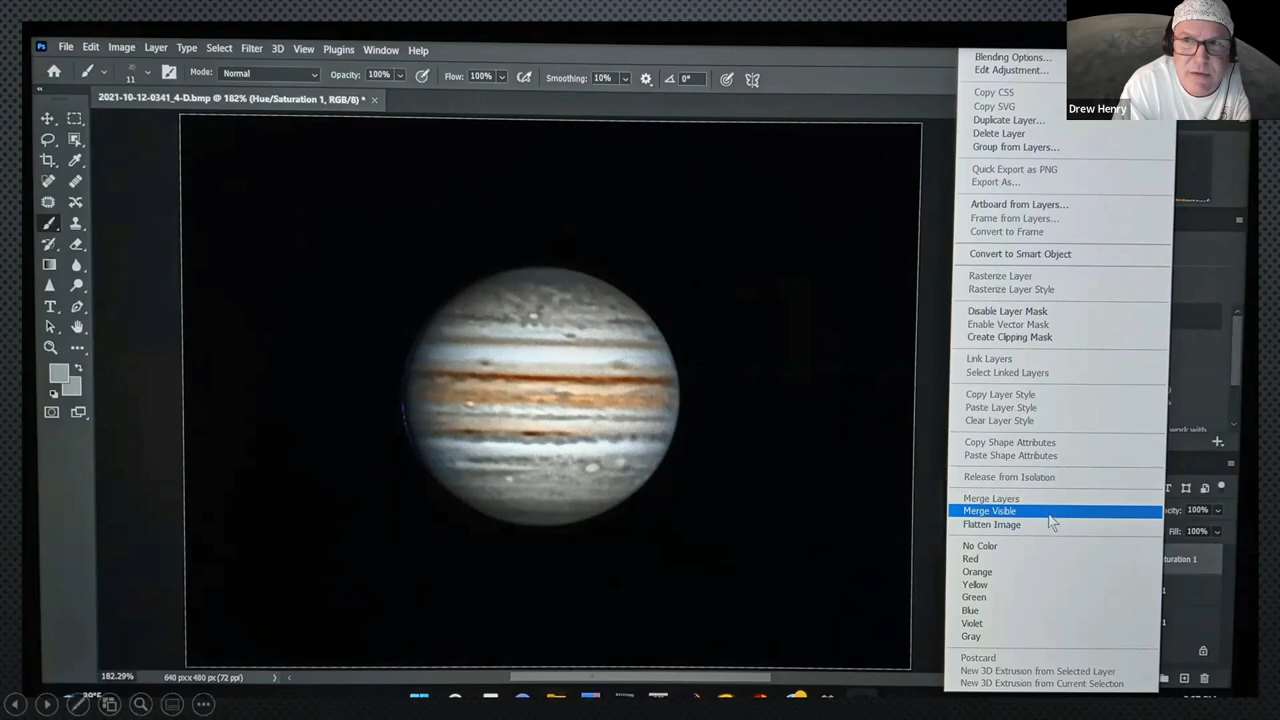 Ps File Edit Image Layer Type Select Filter 3D View Plugins Window Help
11 Mode: Normal Opacity: 100% Flow: 100% Smoothing: 10% 0°
2021-10-12-0341_4-D.bmp @ 182% (Hue/Saturation 1, RGB/8) *
Drew Henry
Blending Options...
Edit Adjustment...
Copy CSS
Copy SVG
Duplicate Layer...
Delete Layer
Group from Layers...
Quick Export as PNG
Export As...
Artboard from Layers...
Frame from Layers...
Convert to Frame
Convert to Smart Object
Rasterize Layer
Rasterize Layer Style
Disable Layer Mask
Enable Vector Mask
Create Clipping Mask
Link Layers
Select Linked Layers
Copy Layer Style
Paste Layer Style
Clear Layer Style
Copy Shape Attributes
Paste Shape Attributes
Release from Isolation
Merge Layers
Merge Visible
Flatten Image
No Color
Red
Orange
Yellow
Green
Blue
Violet
Gray
Postcard
New 3D Extrusion from Selected Layer
New 3D Extrusion from Current Selection
work with
100%
Fill: 100%
turation 1
182.29% 640 px x 480 px (72 ppi)